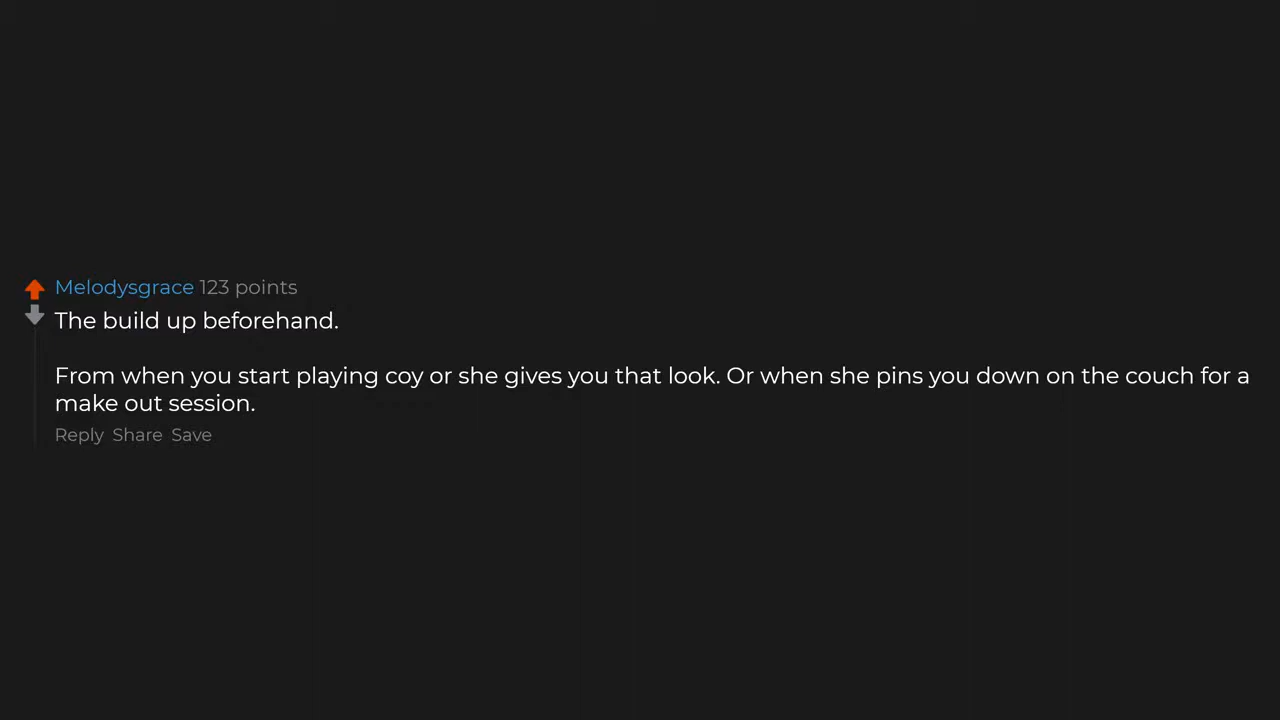 Melodysgrace 123 points
The build up beforehand.
From when you start playing coy or she gives you that look. Or when she pins you down on the couch for a
make out session.
Reply Share Save